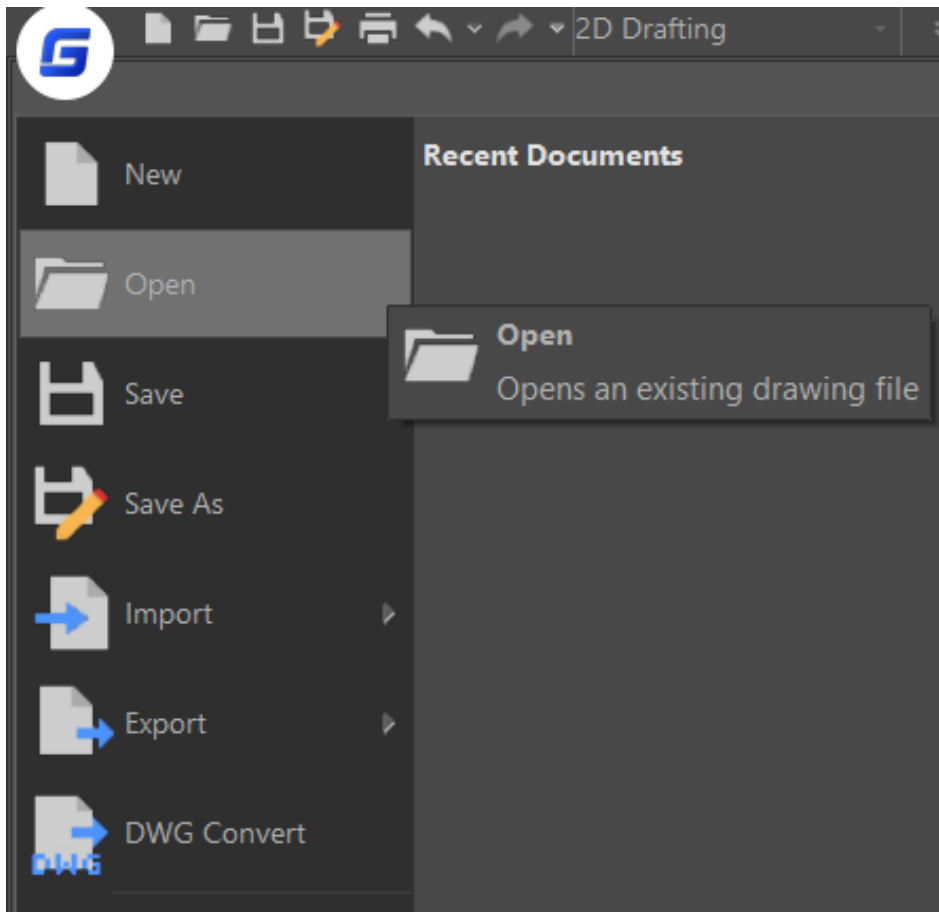 2D Drafting
Recent Documents
New
Open
Open
Opens an existing drawing file
Save
Save As
Import
Export
DWG Convert
DWG